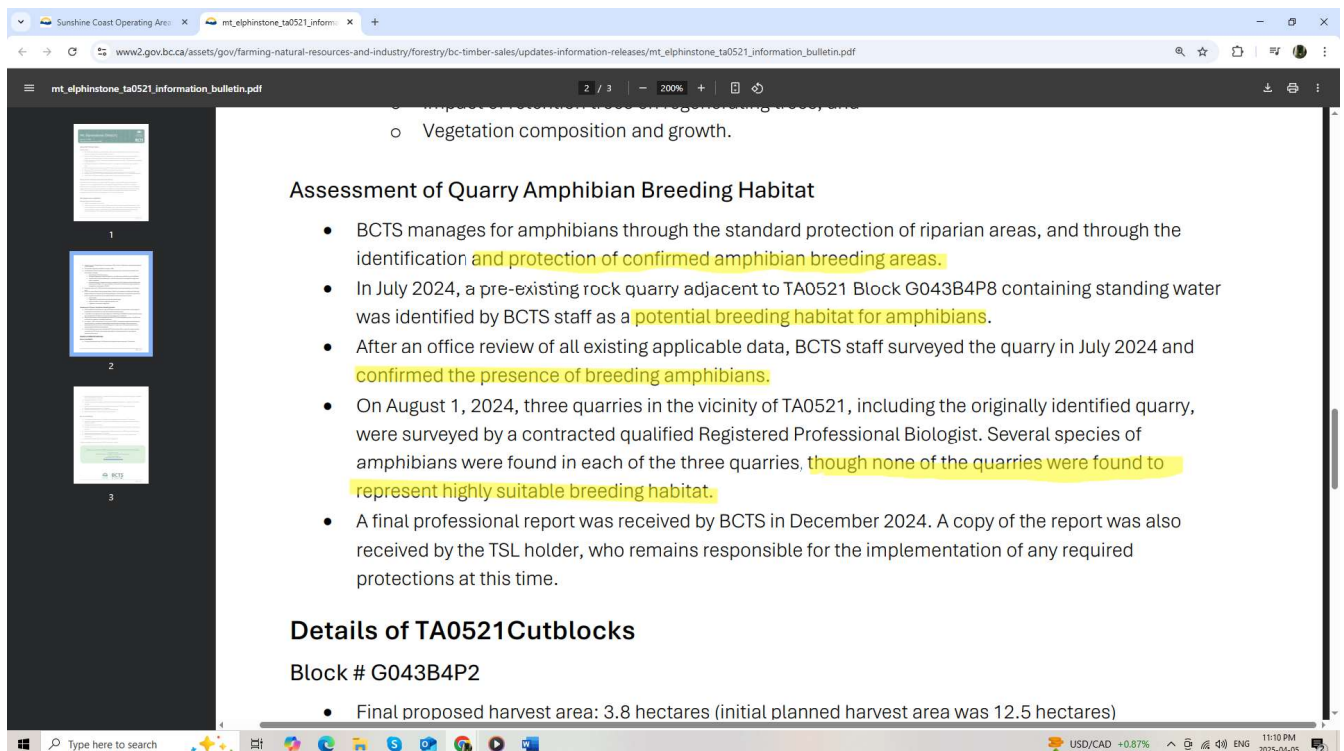 Sunshine Coast Operating Area
mt_elphinstone_ta0521_inform
www2.gov.bc.ca/assets/gov/farming-natural-resources-and-industry/forestry/bc-timber-sales/updates-information-releases/mt_elphinstone_ta0521_information_bulletin.pdf
mt_elphinstone_ta0521_information_bulletin.pdf
2 / 3
200%
1
2
3
o Impact of retention trees on regenerating trees; and
o Vegetation composition and growth.
Assessment of Quarry Amphibian Breeding Habitat
• BCTS manages for amphibians through the standard protection of riparian areas, and through the
identification and protection of confirmed amphibian breeding areas.
• In July 2024, a pre-existing rock quarry adjacent to TA0521 Block G043B4P8 containing standing water
was identified by BCTS staff as a potential breeding habitat for amphibians.
• After an office review of all existing applicable data, BCTS staff surveyed the quarry in July 2024 and
confirmed the presence of breeding amphibians.
• On August 1, 2024, three quarries in the vicinity of TA0521, including the originally identified quarry,
were surveyed by a contracted qualified Registered Professional Biologist. Several species of
amphibians were found in each of the three quarries, though none of the quarries were found to
represent highly suitable breeding habitat.
• A final professional report was received by BCTS in December 2024. A copy of the report was also
received by the TSL holder, who remains responsible for the implementation of any required
protections at this time.
Details of TA0521Cutblocks
Block # G043B4P2
• Final proposed harvest area: 3.8 hectares (initial planned harvest area was 12.5 hectares)
Type here to search
USD/CAD +0.87%
ENG
11:10 PM
2025-04-05